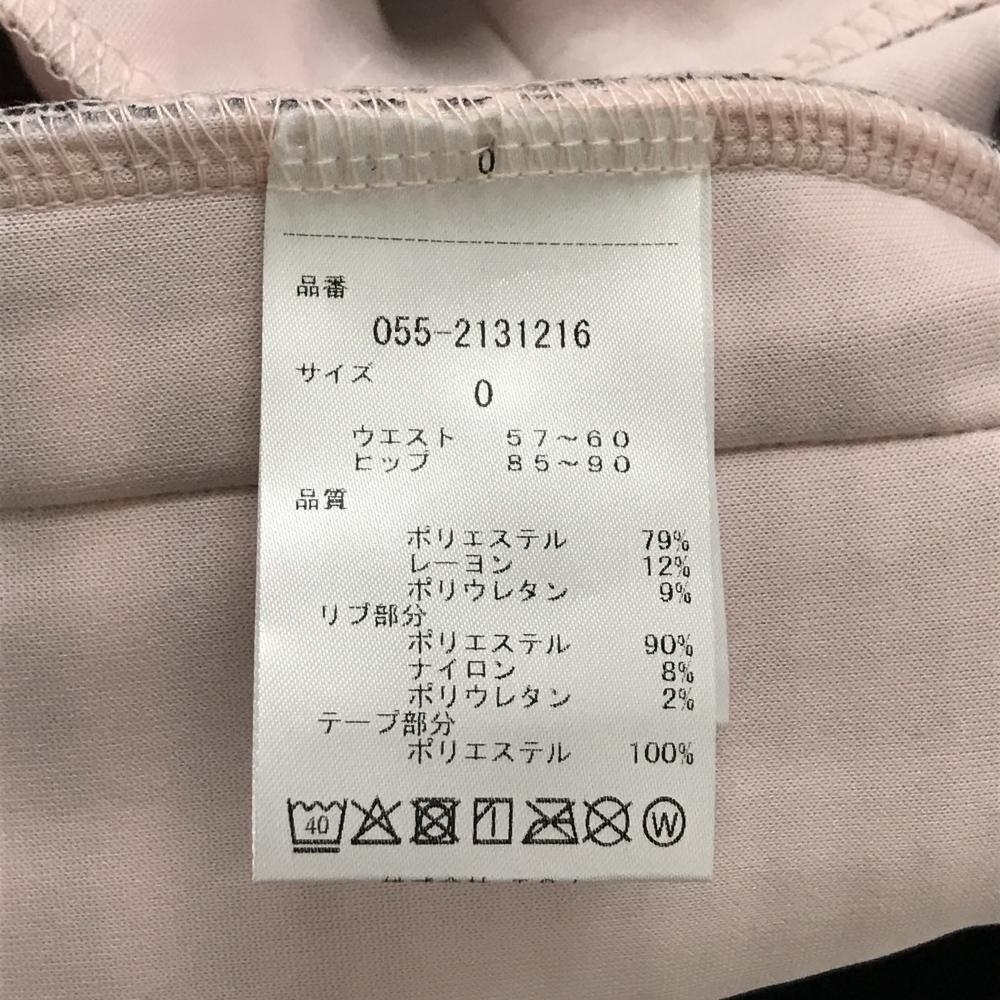 0
品番
055-2131216
サイズ
0
ウエスト 57~60
ヒップ 85~90
品質
ポリエステル 79%
レーヨン 12%
ポリウレタン 9%
リブ部分
ポリエステル 90%
ナイロン 8%
ポリウレタン 2%
テープ部分
ポリエステル 100%
40 W